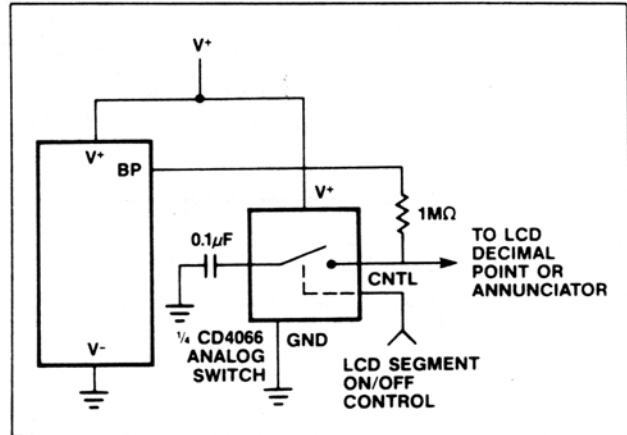 V+
V+
BP
V+
1MΩ
0.1μF
TO LCD
DECIMAL
POINT OR
ANNUNCIATOR
CNTL
V-
¼ CD4066
ANALOG
SWITCH
GND
LCD SEGMENT
ON/OFF
CONTROL